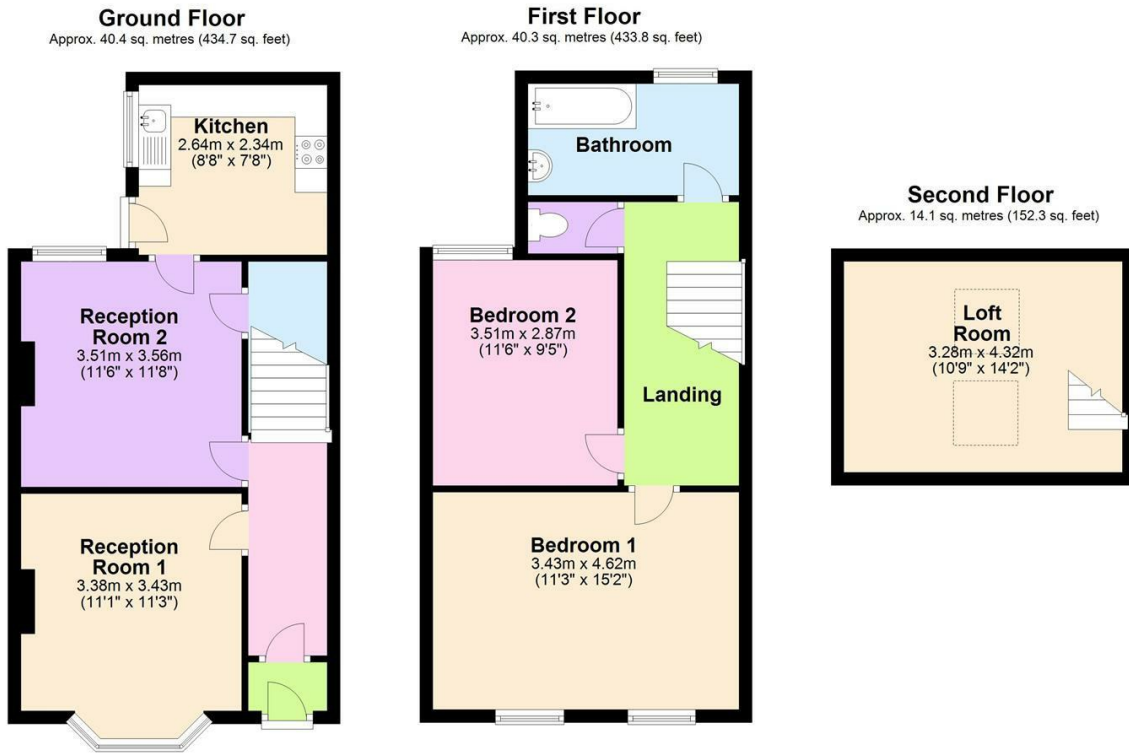 Ground Floor
Approx. 40.4 sq. metres (434.7 sq. feet)
Kitchen
2.64m x 2.34m
(8'8" x 7'8")
Reception
Room 2
3.51m x 3.56m
(11'6" x 11'8")
Reception
Room 1
3.38m x 3.43m
(11'1" x 11'3")
First Floor
Approx. 40.3 sq. metres (433.8 sq. feet)
Bathroom
Bedroom 2
3.51m x 2.87m
(11'6" x 9'5")
Landing
Bedroom 1
3.43m x 4.62m
(11'3" x 15'2")
Second Floor
Approx. 14.1 sq. metres (152.3 sq. feet)
Loft
Room
3.28m x 4.32m
(10'9" x 14'2")